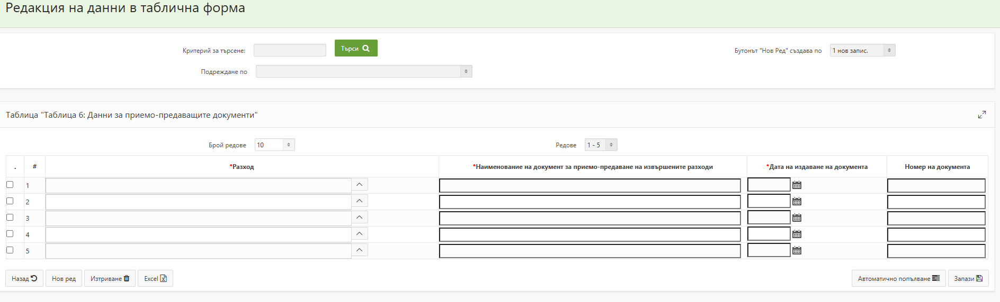 Редакция на данни в таблична форма
Критерий за търсене: Търси Бутонът "Нов Ред" създава по 1 нов запис.
Подреждане по
Таблица "Таблица 6: Данни за приемо-предаващите документи"
Брой редове 10 Редове 1 - 5
. # *Разход *Наименование на документ за приемо-предаване на извършените разходи *Дата на издаване на документа Номер на документа
1
2
3
4
5
Назад Нов ред Изтриване Excel Автоматично попълване Запази